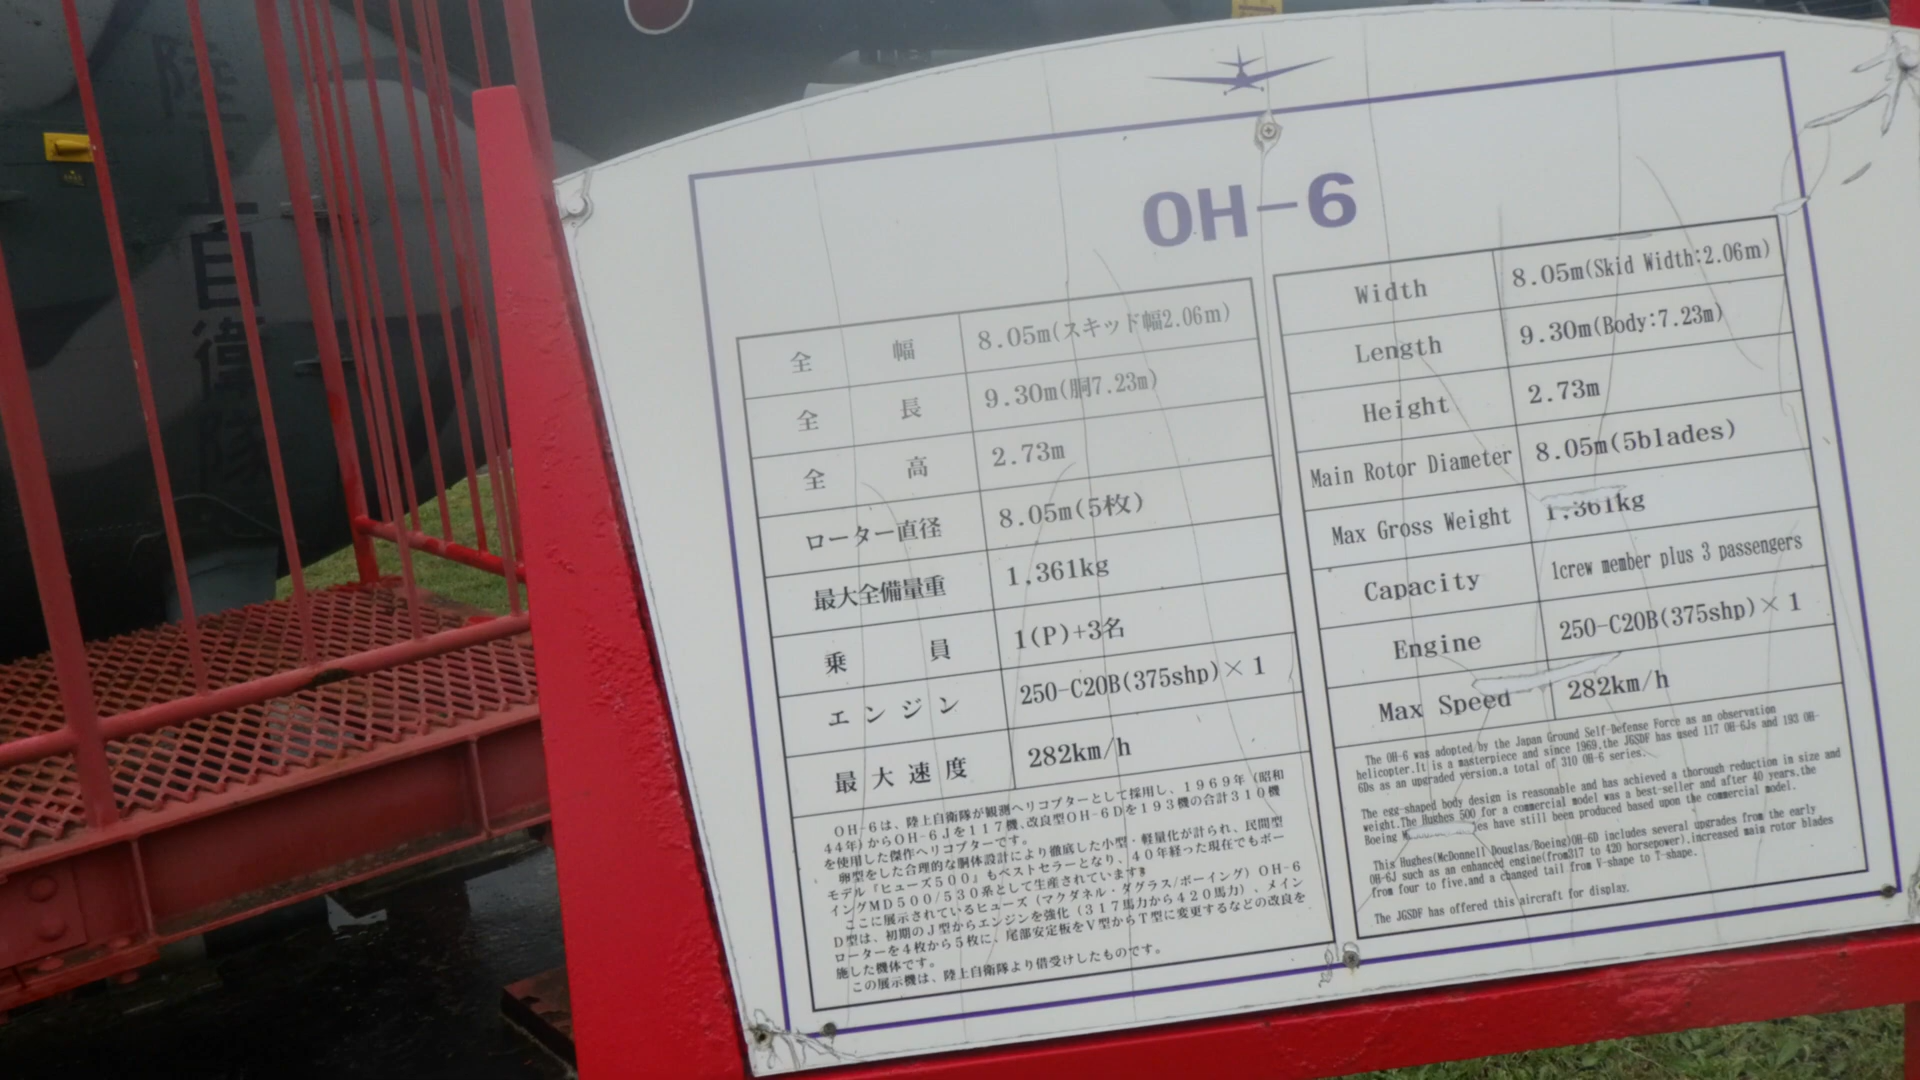 陸上自衛隊
OH-6
全幅 8.05m(スキッド幅2.06m)
全長 9.30m(胴7.23m)
全高 2.73m
ローター直径 8.05m(5枚)
最大全備量重 1,361kg
乗員 1(P)+3名
エンジン 250-C20B(375shp)×1
最大速度 282km/h
OH-6は、陸上自衛隊が観測ヘリコプターとして採用し、1969年(昭和
44年)からOH-6Jを117機、改良型OH-6Dを193機の合計310機
を使用した傑作ヘリコプターです。
卵型をした合理的な胴体設計により徹底した小型・軽量化が計られ、民間型
モデル『ヒューズ500』もベストセラーとなり、40年経った現在でもボー
イングMD500/530系として生産されています。
ここに展示されているヒューズ(マクダネル・ダグラス/ボーイング)OH-6
D型は、初期のJ型からエンジンを強化(317馬力から420馬力)、メイン
ローターを4枚から5枚に、尾部安定板をV型からT型に変更するなどの改良を
施した機体です。
この展示機は、陸上自衛隊より借受けしたものです。
Width 8.05m(Skid Width:2.06m)
Length 9.30m(Body:7.23m)
Height 2.73m
Main Rotor Diameter 8.05m(5blades)
Max Gross Weight 1,361kg
Capacity 1crew member plus 3 passengers
Engine 250-C20B(375shp)×1
Max Speed 282km/h
The OH-6 was adopted by the Japan Ground Self-Defense Force as an observation
helicopter.It is a masterpiece and since 1969,the JGSDF has used 117 OH-6Js and 193 OH-
6Ds as an upgraded version,a total of 310 OH-6 series.
The egg-shaped body design is reasonable and has achieved a thorough reduction in size and
weight.The Hughes 500 for a commercial model was a best-seller and after 40 years,the
Boeing have still been produced based upon the commercial model.
This Hughes(McDonnell Douglas/Boeing)OH-6D includes several upgrades from the early
OH-6J such as an enhanced engine(from317 to 420 horsepower),increased main rotor blades
from four to five,and a changed tail from V-shape to T-shape.
The JGSDF has offered this aircraft for display.